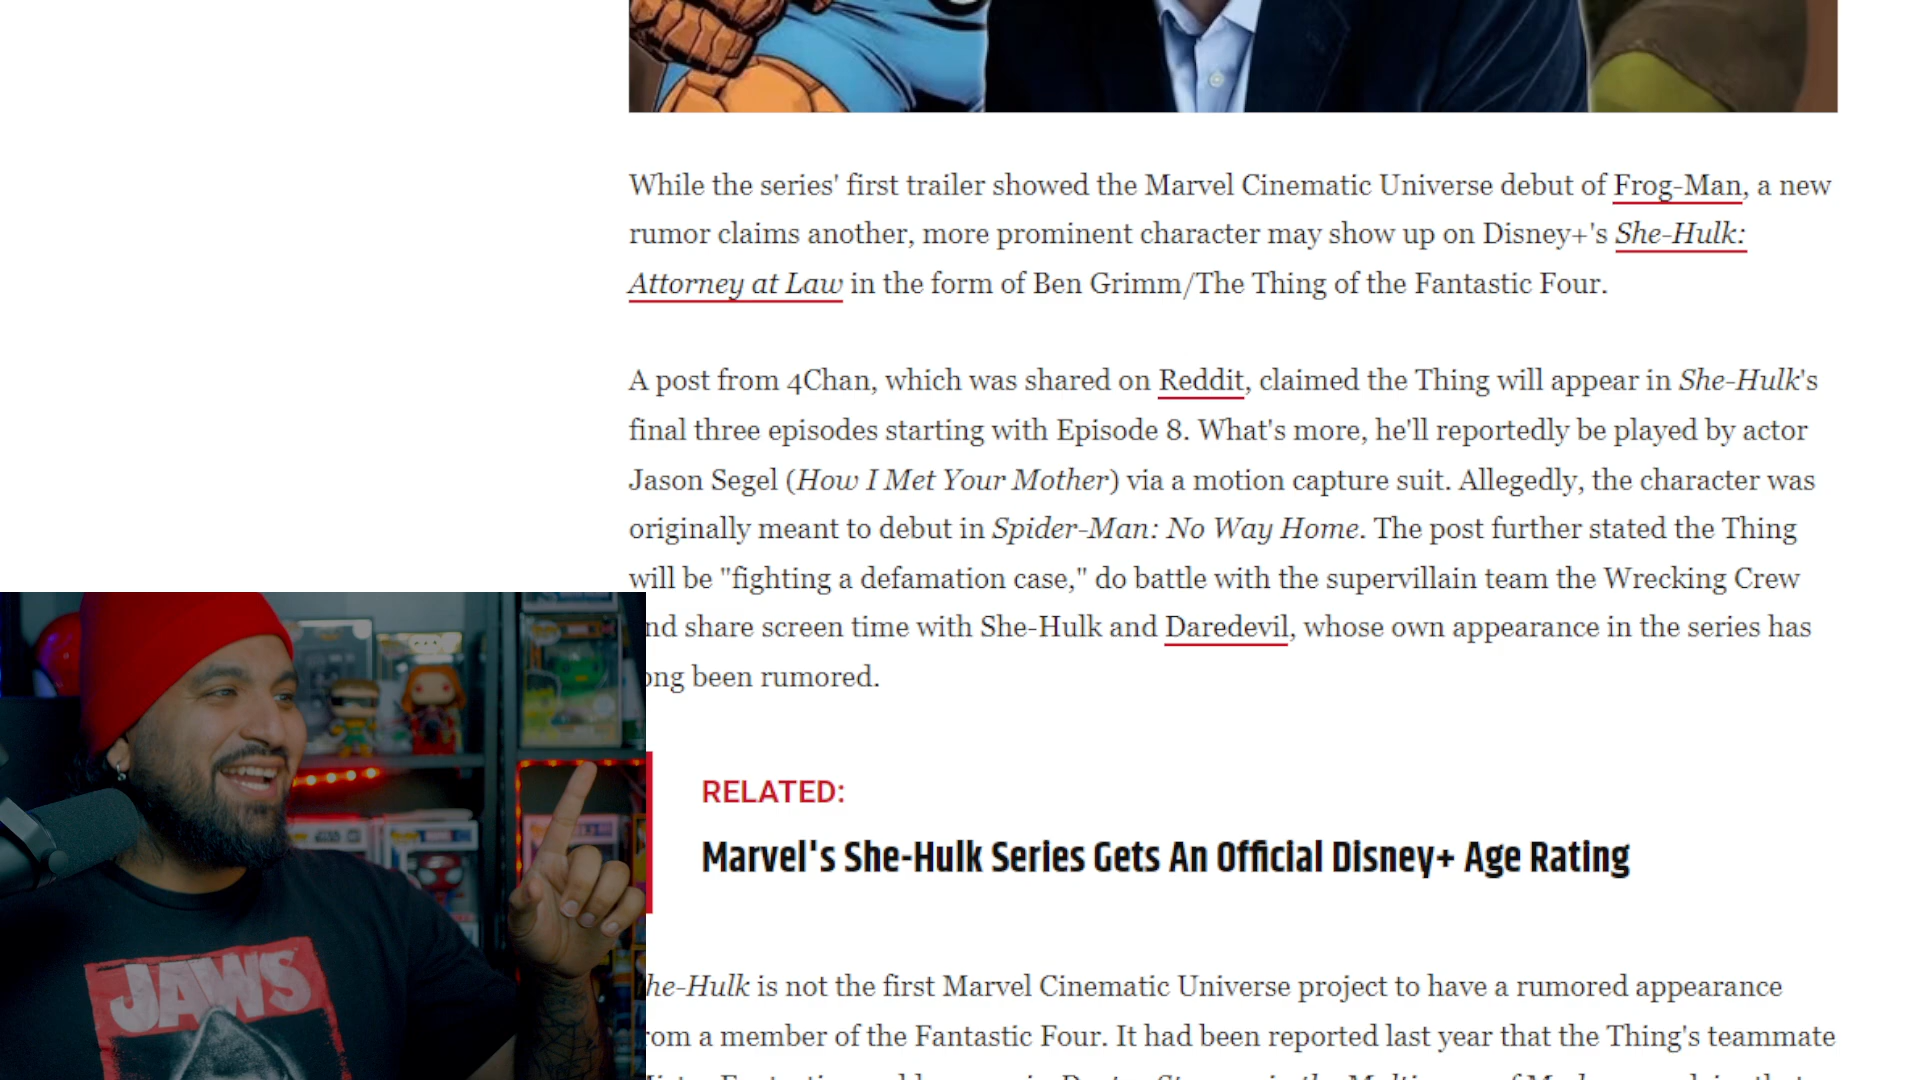 While the series' first trailer showed the Marvel Cinematic Universe debut of Frog-Man, a new
rumor claims another, more prominent character may show up on Disney+'s She-Hulk:
Attorney at Law in the form of Ben Grimm/The Thing of the Fantastic Four.
A post from 4Chan, which was shared on Reddit, claimed the Thing will appear in She-Hulk's
final three episodes starting with Episode 8. What's more, he'll reportedly be played by actor
Jason Segel (How I Met Your Mother) via a motion capture suit. Allegedly, the character was
originally meant to debut in Spider-Man: No Way Home. The post further stated the Thing
will be "fighting a defamation case," do battle with the supervillain team the Wrecking Crew
nd share screen time with She-Hulk and Daredevil, whose own appearance in the series has
ong been rumored.
RELATED:
Marvel's She-Hulk Series Gets An Official Disney+ Age Rating
he-Hulk is not the first Marvel Cinematic Universe project to have a rumored appearance
rom a member of the Fantastic Four. It had been reported last year that the Thing's teammate
JAWS